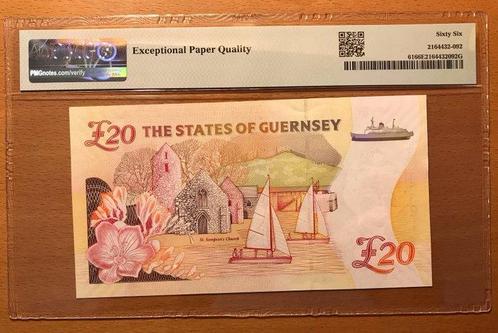 Exceptional Paper Quality
Sixty Six
2164432-092
6166E2164432092G
PMGnotes.com/verify
£20 THE STATES OF GUERNSEY
St. Sampson's Church
£20